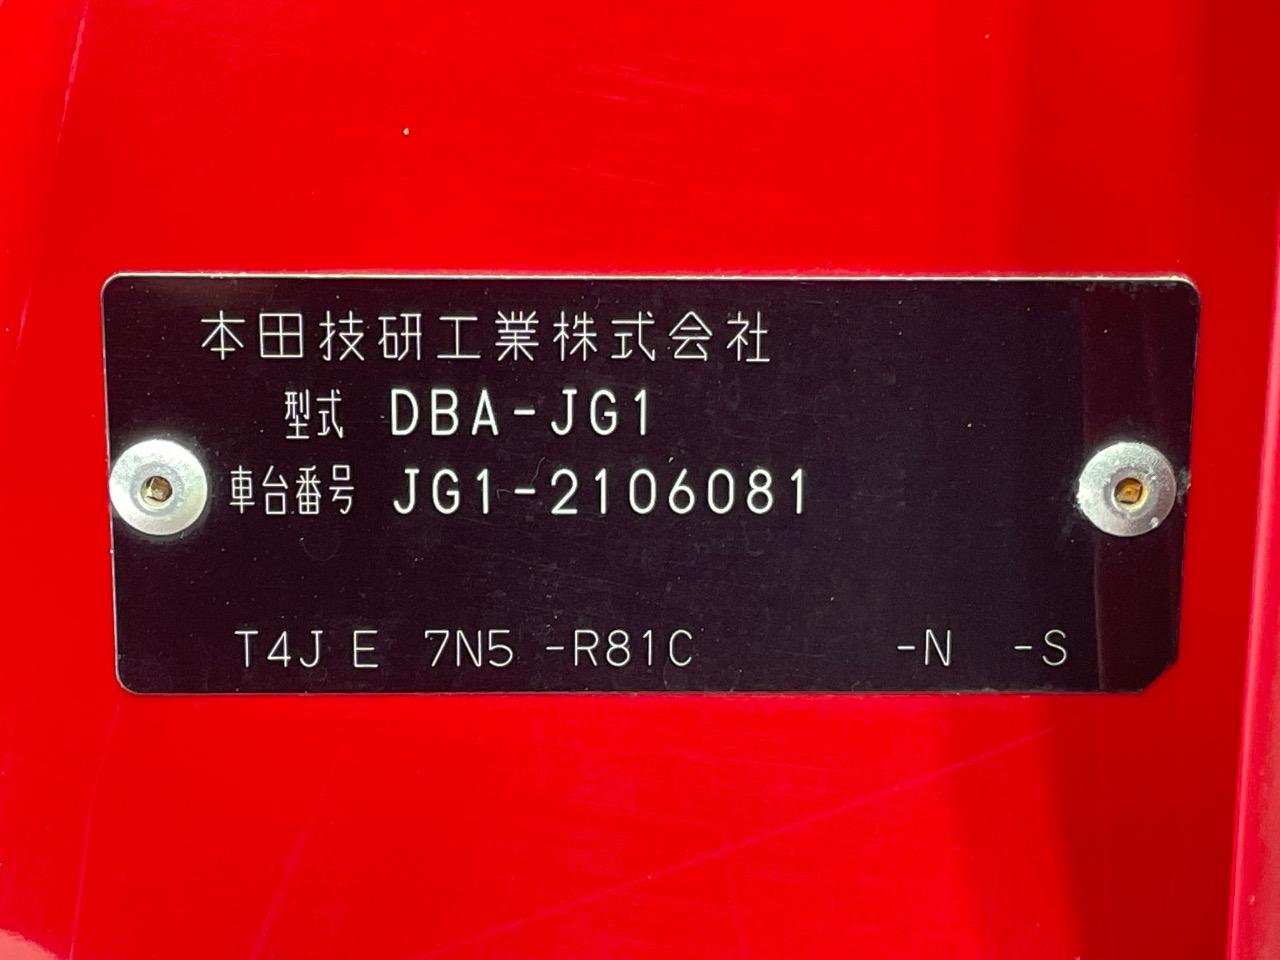 本田技研工業株式会社
型式 DBA-JG1
車台番号 JG1-2106081
T4J E 7N5 -R81C -N -S